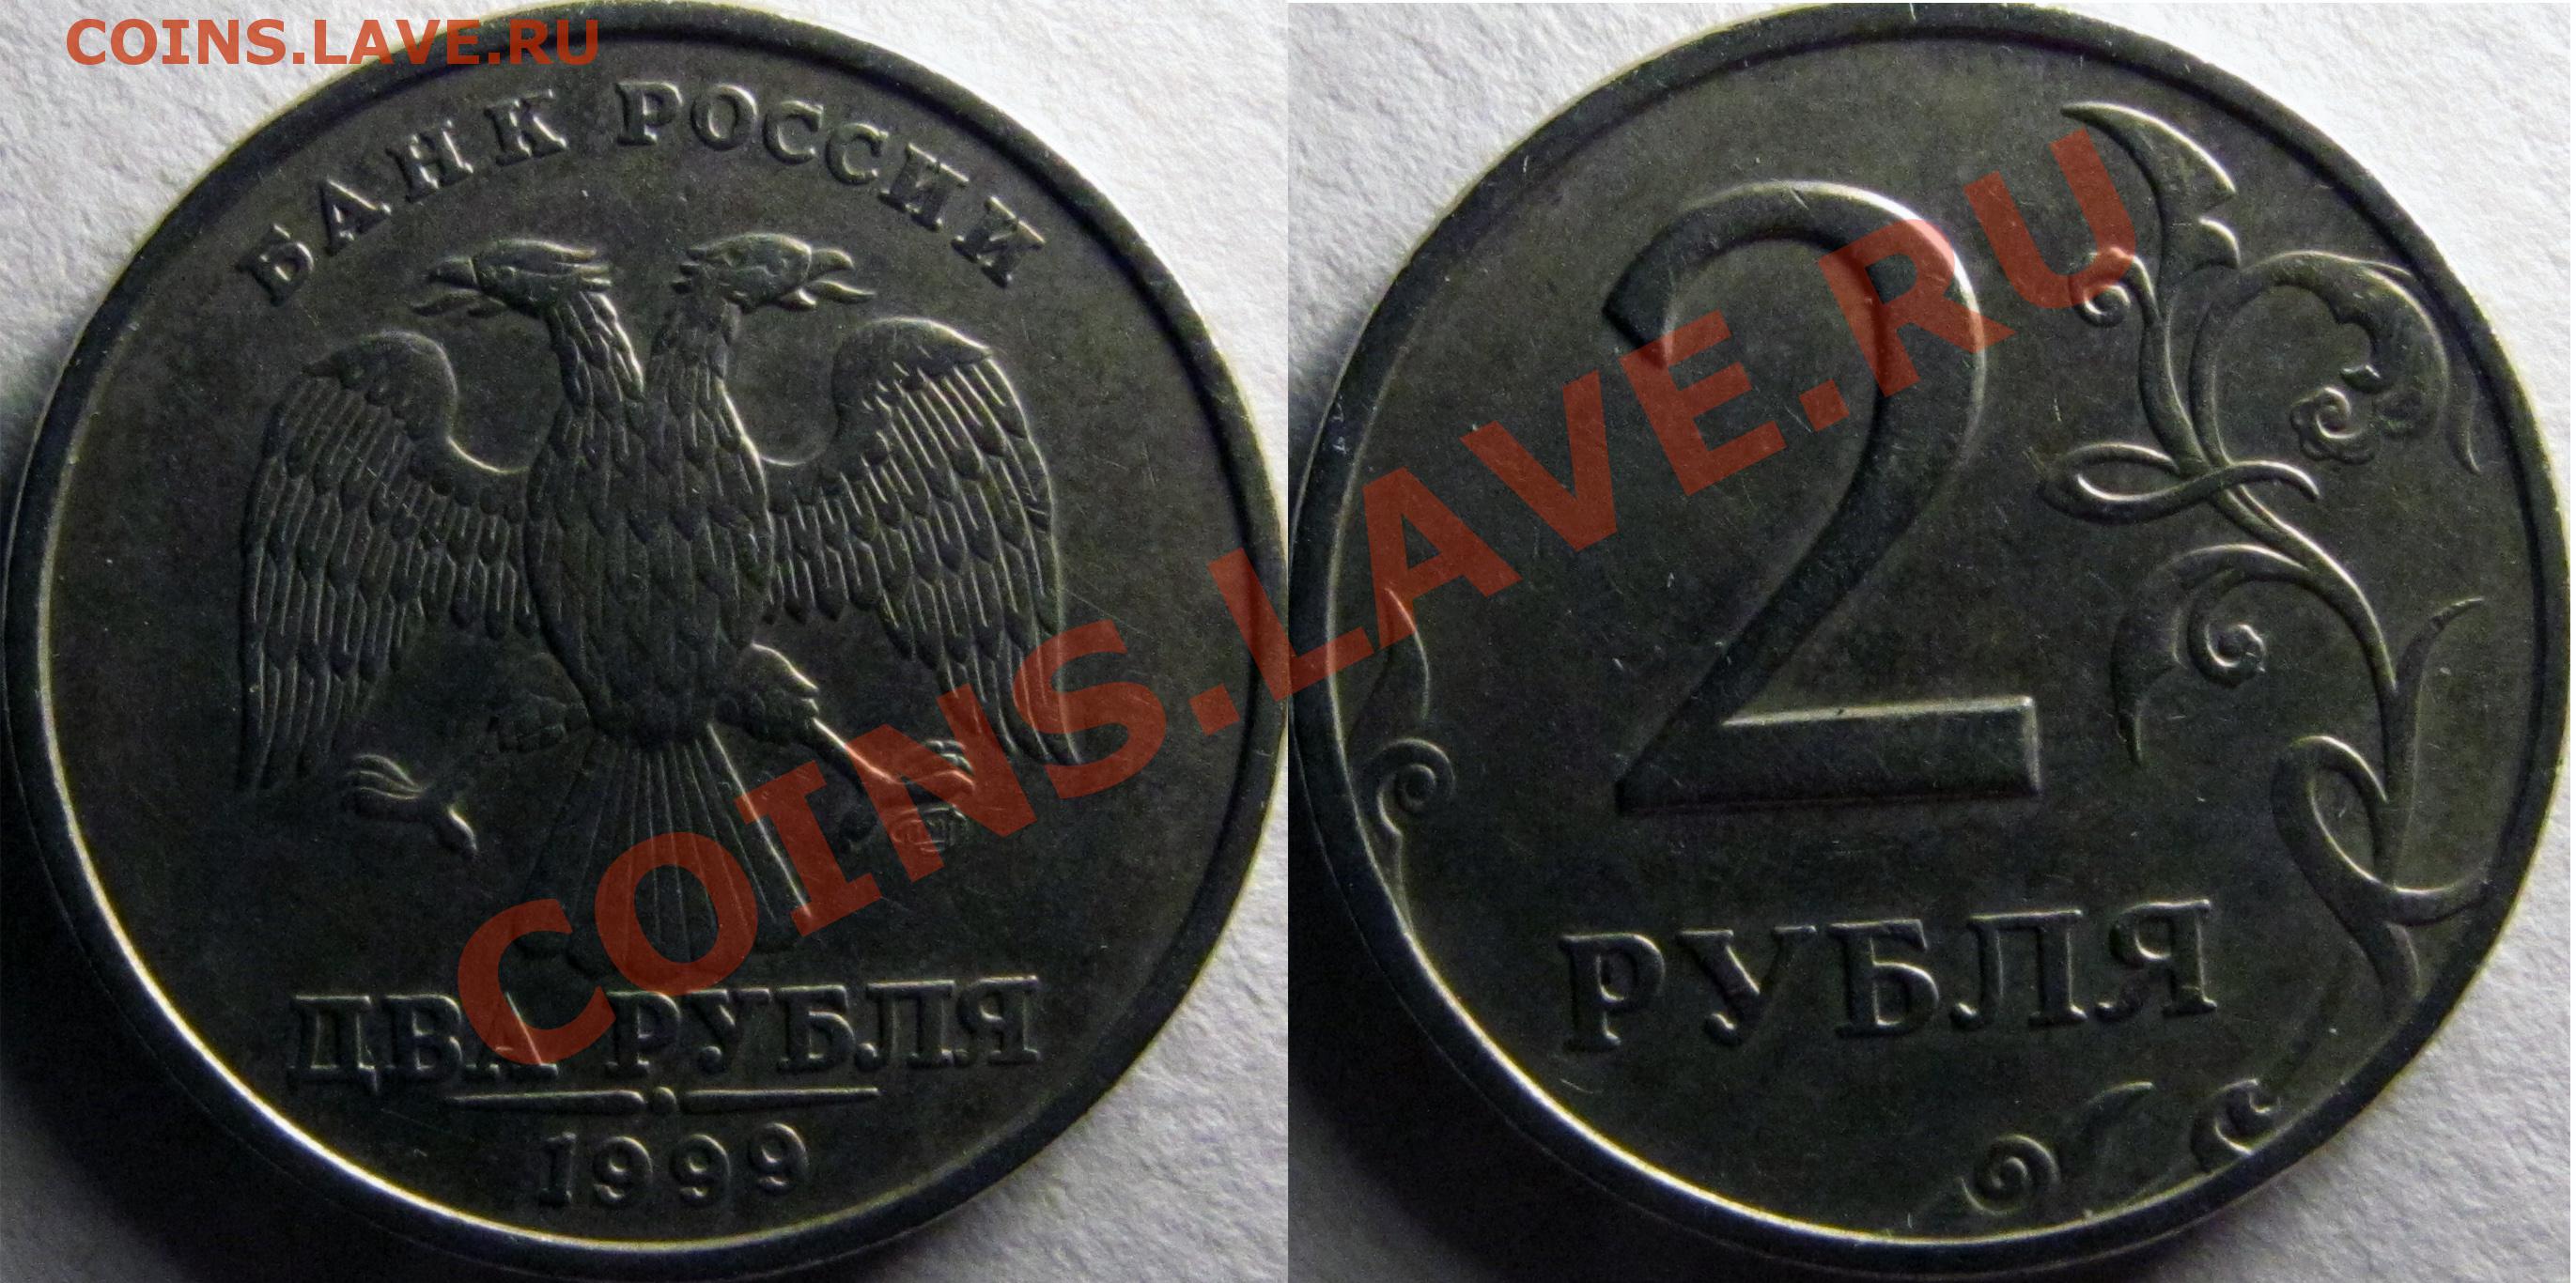 COINS.LAVE.RU
БАНК РОССИИ
ДВА РУБЛЯ
1999
2
РУБЛЯ
COINS.LAVE.RU